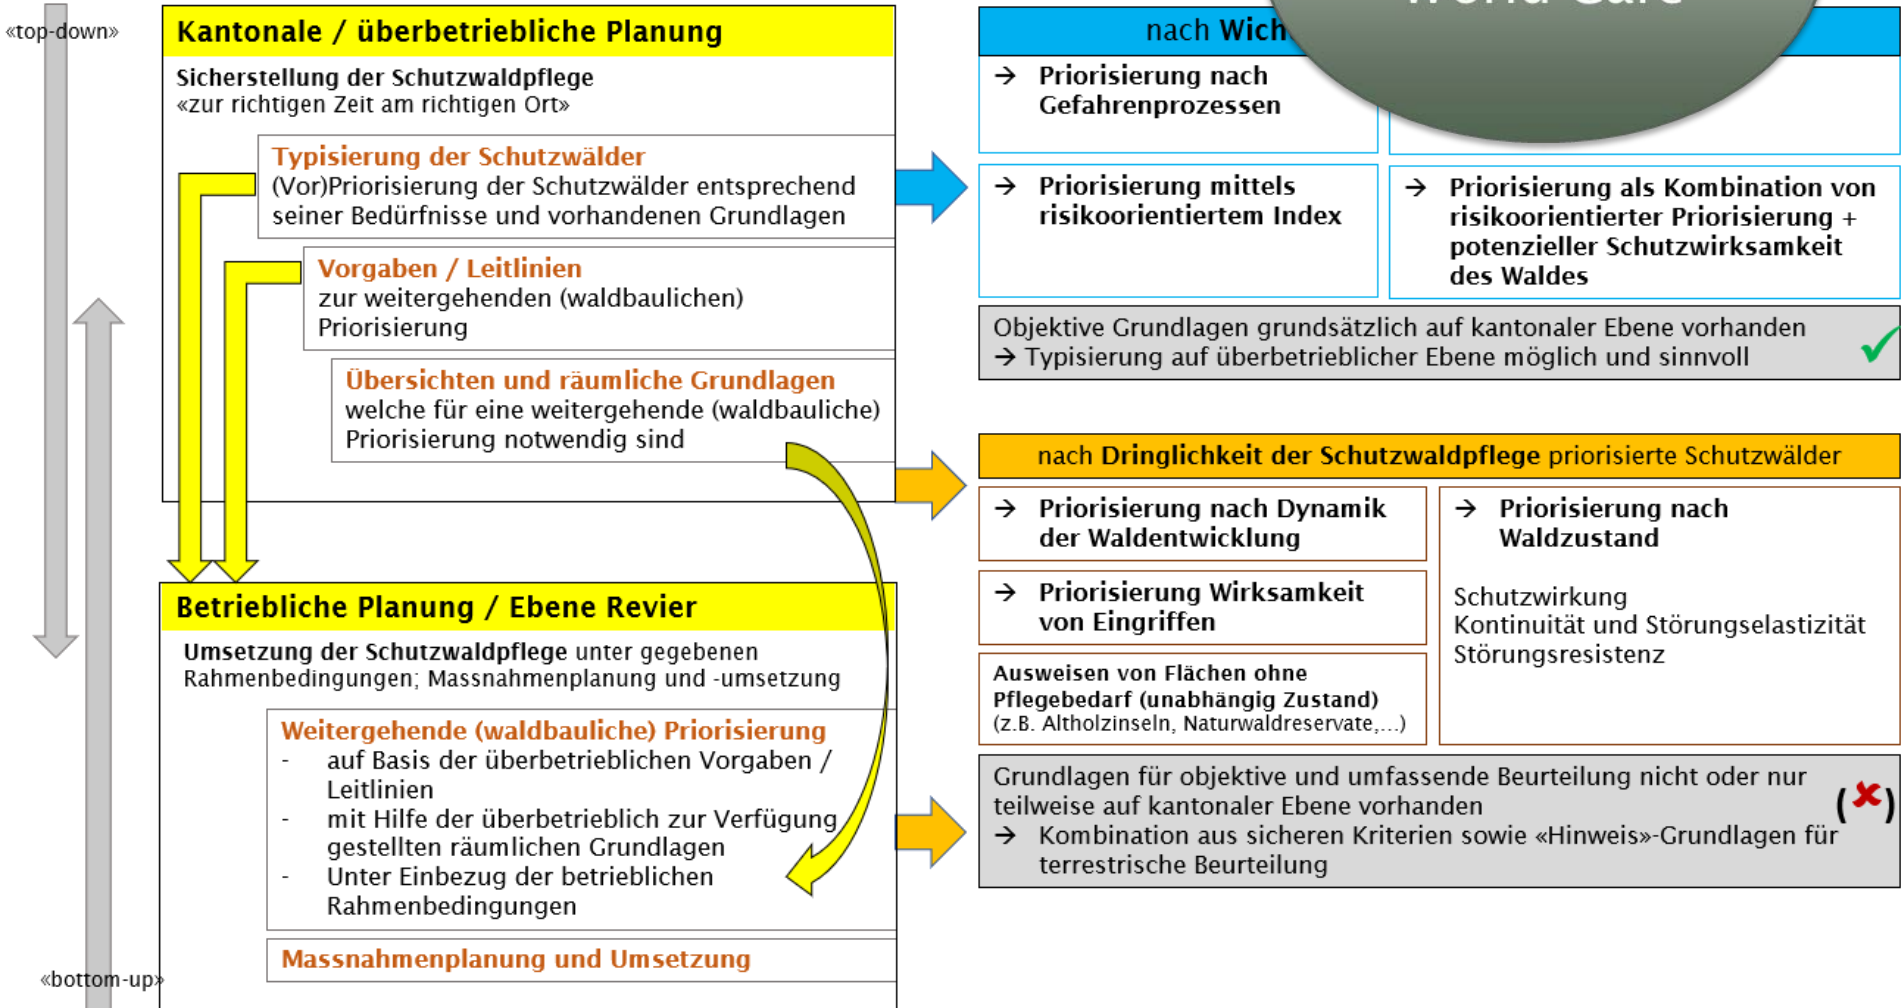 «top-down»
Kantonale / überbetriebliche Planung
Sicherstellung der Schutzwaldpflege
«zur richtigen Zeit am richtigen Ort»
Typisierung der Schutzwälder
(Vor)Priorisierung der Schutzwälder entsprechend
seiner Bedürfnisse und vorhandenen Grundlagen
Vorgaben / Leitlinien
zur weitergehenden (waldbaulichen)
Priorisierung
Übersichten und räumliche Grundlagen
welche für eine weitergehende (waldbauliche)
Priorisierung notwendig sind
Betriebliche Planung / Ebene Revier
Umsetzung der Schutzwaldpflege unter gegebenen
Rahmenbedingungen; Massnahmenplanung und -umsetzung
Weitergehende (waldbauliche) Priorisierung
- auf Basis der überbetrieblichen Vorgaben /
Leitlinien
- mit Hilfe der überbetrieblich zur Verfügung
gestellten räumlichen Grundlagen
- Unter Einbezug der betrieblichen
Rahmenbedingungen
Massnahmenplanung und Umsetzung
«bottom-up»
nach Wich
→ Priorisierung nach
Gefahrenprozessen
→ Priorisierung mittels
risikoorientiertem Index
→ Priorisierung als Kombination von
risikoorientierter Priorisierung +
potenzieller Schutzwirksamkeit
des Waldes
Objektive Grundlagen grundsätzlich auf kantonaler Ebene vorhanden
→ Typisierung auf überbetrieblicher Ebene möglich und sinnvoll
nach Dringlichkeit der Schutzwaldpflege priorisierte Schutzwälder
→ Priorisierung nach Dynamik
der Waldentwicklung
→ Priorisierung Wirksamkeit
von Eingriffen
Ausweisen von Flächen ohne
Pflegebedarf (unabhängig Zustand)
(z.B. Altholzinseln, Naturwaldreservate,...)
→ Priorisierung nach
Waldzustand
Schutzwirkung
Kontinuität und Störungselastizität
Störungsresistenz
Grundlagen für objektive und umfassende Beurteilung nicht oder nur
teilweise auf kantonaler Ebene vorhanden
→ Kombination aus sicheren Kriterien sowie «Hinweis»-Grundlagen für
terrestrische Beurteilung